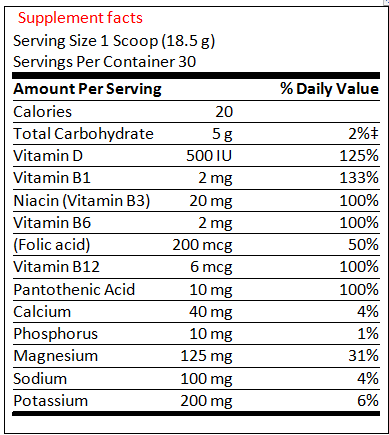 Supplement facts
Serving Size 1 Scoop (18.5 g)
Servings Per Container 30
Amount Per Serving % Daily Value
Calories 20
Total Carbohydrate 5 g 2%‡
Vitamin D 500 IU 125%
Vitamin B1 2 mg 133%
Niacin (Vitamin B3) 20 mg 100%
Vitamin B6 2 mg 100%
(Folic acid) 200 mcg 50%
Vitamin B12 6 mcg 100%
Pantothenic Acid 10 mg 100%
Calcium 40 mg 4%
Phosphorus 10 mg 1%
Magnesium 125 mg 31%
Sodium 100 mg 4%
Potassium 200 mg 6%